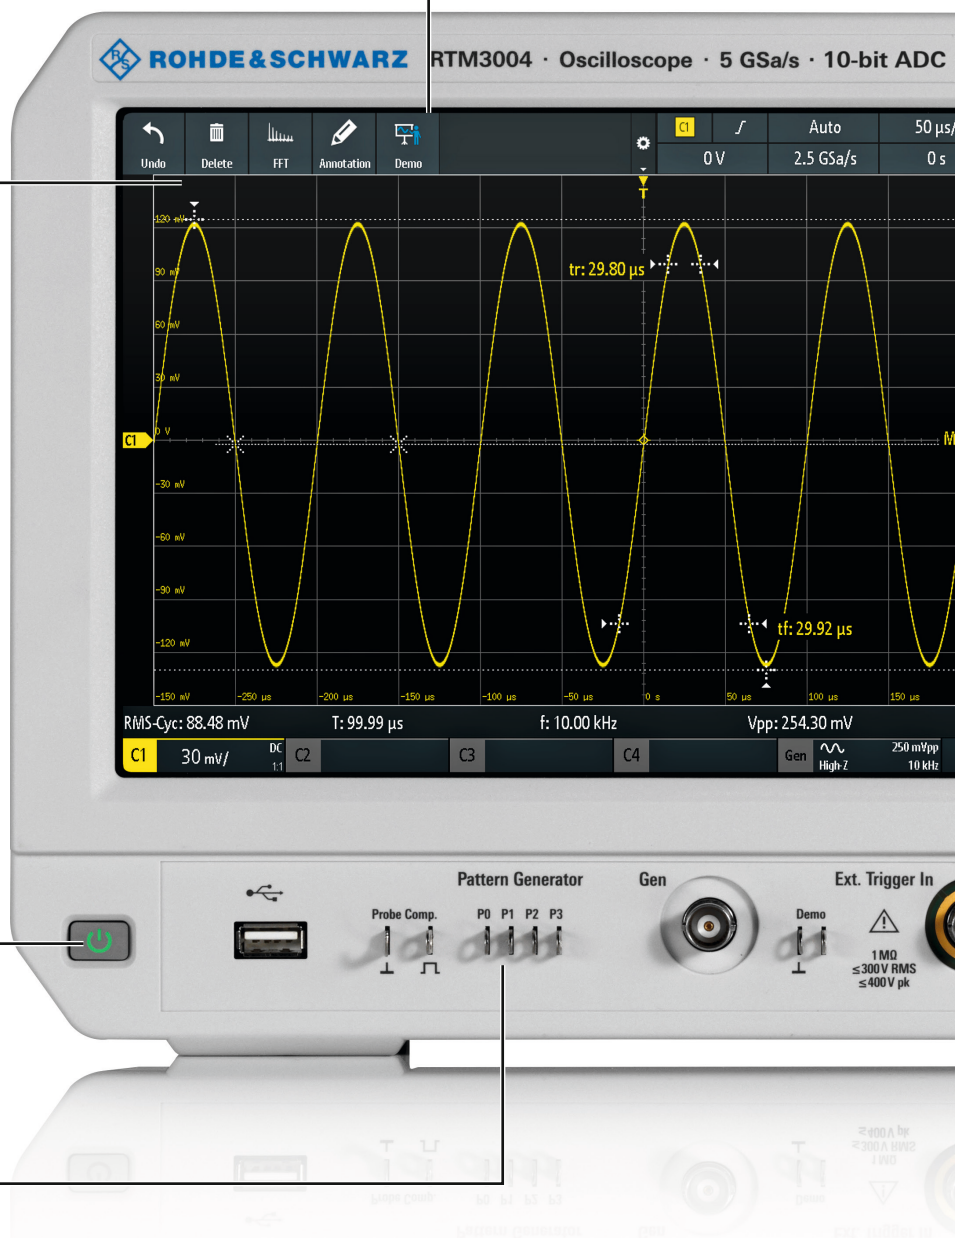 R&S ROHDE & SCHWARZ RTM3004 · Oscilloscope · 5 GSa/s · 10-bit ADC
Undo Delete FFT Annotation Demo
C1 Auto 50 µs/
0 V 2.5 GSa/s 0 s
T
120 mV
90 mV
tr: 29.80 µs
60 mV
30 mV
C1
0 V
-30 mV
-60 mV
-90 mV
tf: 29.92 µs
-120 mV
-150 mV -250 µs -200 µs -150 µs -100 µs -50 µs 0 s 50 µs 100 µs 150 µs
RMS-Cyc: 88.48 mV T: 99.99 µs f: 10.00 kHz Vpp: 254.30 mV
C1 30 mV/ DC 1:1 C2 C3 C4 Gen High-Z 250 mVpp 10 kHz
Pattern Generator Gen Ext. Trigger In
Probe Comp. P0 P1 P2 P3 Demo
1 MΩ
≤300 V RMS
≤400 V pk